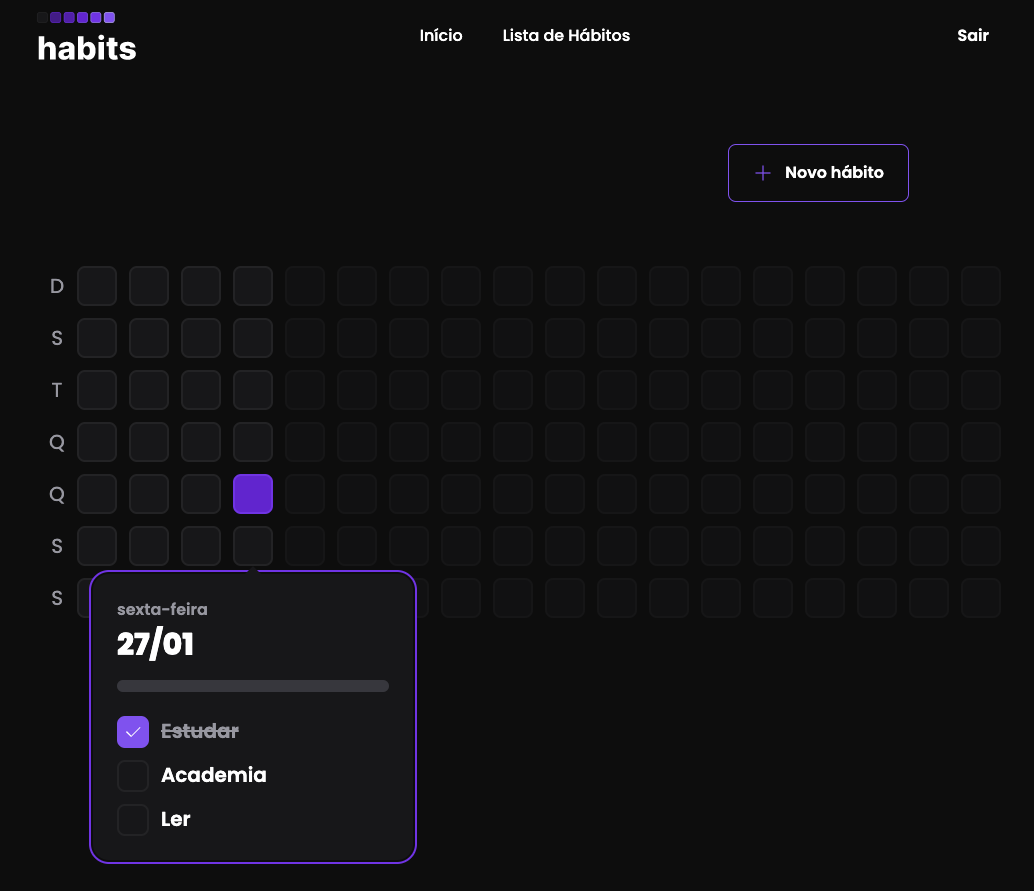 habits
Início
Lista de Hábitos
Sair
Novo hábito
D
S
T
Q
Q
S
S
sexta-feira
27/01
Estudar
Academia
Ler